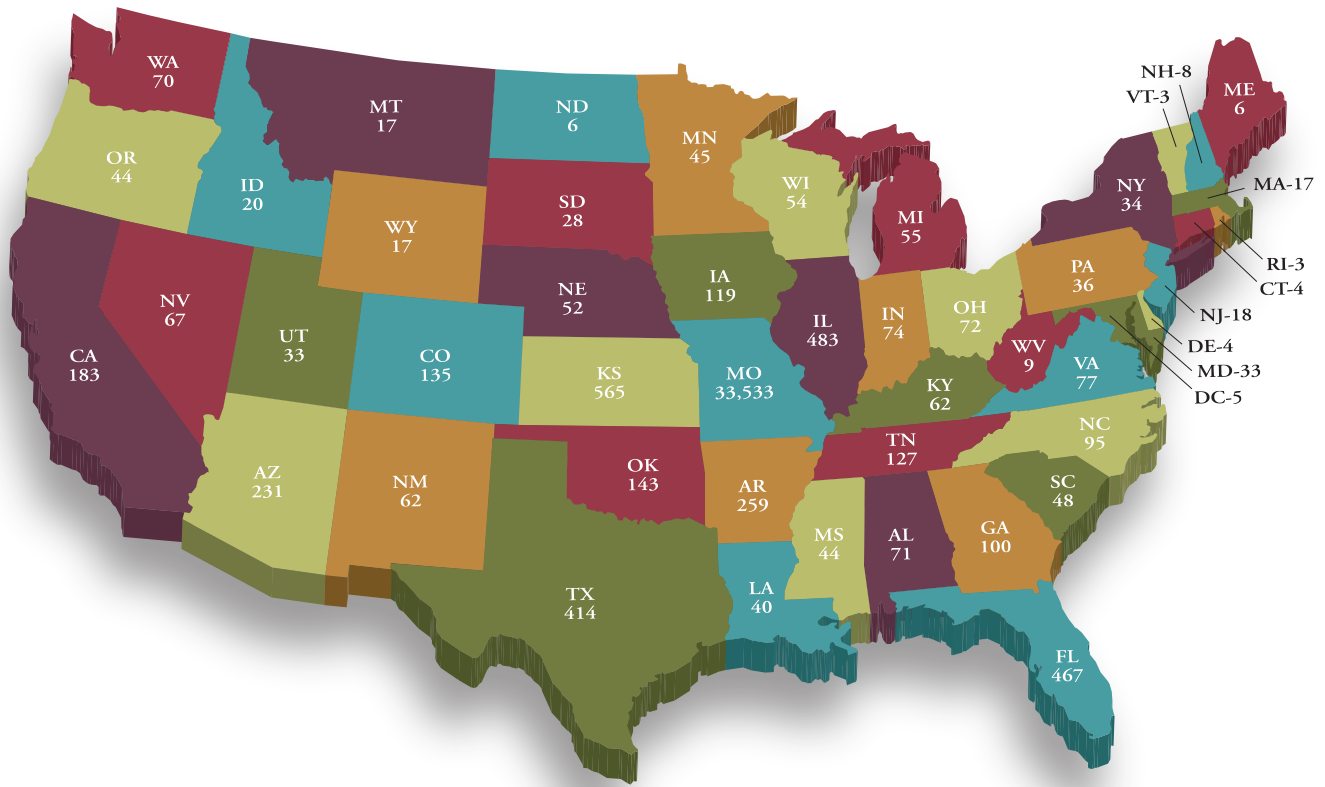 WA
70
OR
44
CA
183
NV
67
ID
20
MT
17
WY
17
UT
33
CO
135
AZ
231
NM
62
ND
6
SD
28
NE
52
KS
565
OK
143
TX
414
MN
45
IA
119
MO
33,533
AR
259
LA
40
WI
54
IL
483
MI
55
IN
74
OH
72
KY
62
TN
127
MS
44
AL
71
GA
100
FL
467
SC
48
NC
95
VA
77
WV
9
PA
36
NY
34
VT-3
NH-8
ME
6
MA-17
RI-3
CT-4
NJ-18
DE-4
MD-33
DC-5